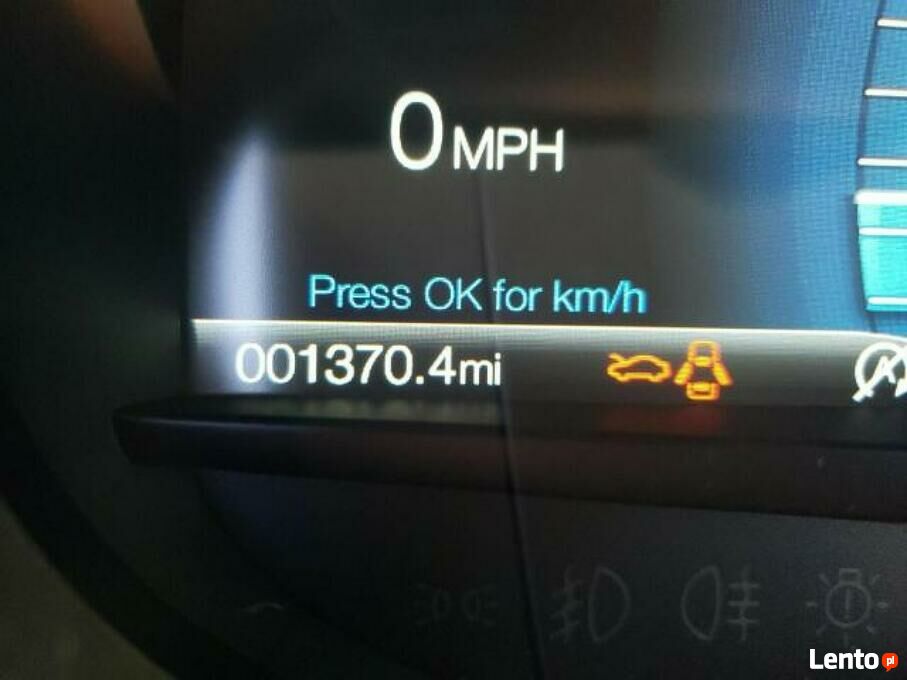 0 MPH
Press OK for km/h
001370.4mi
Lento pl